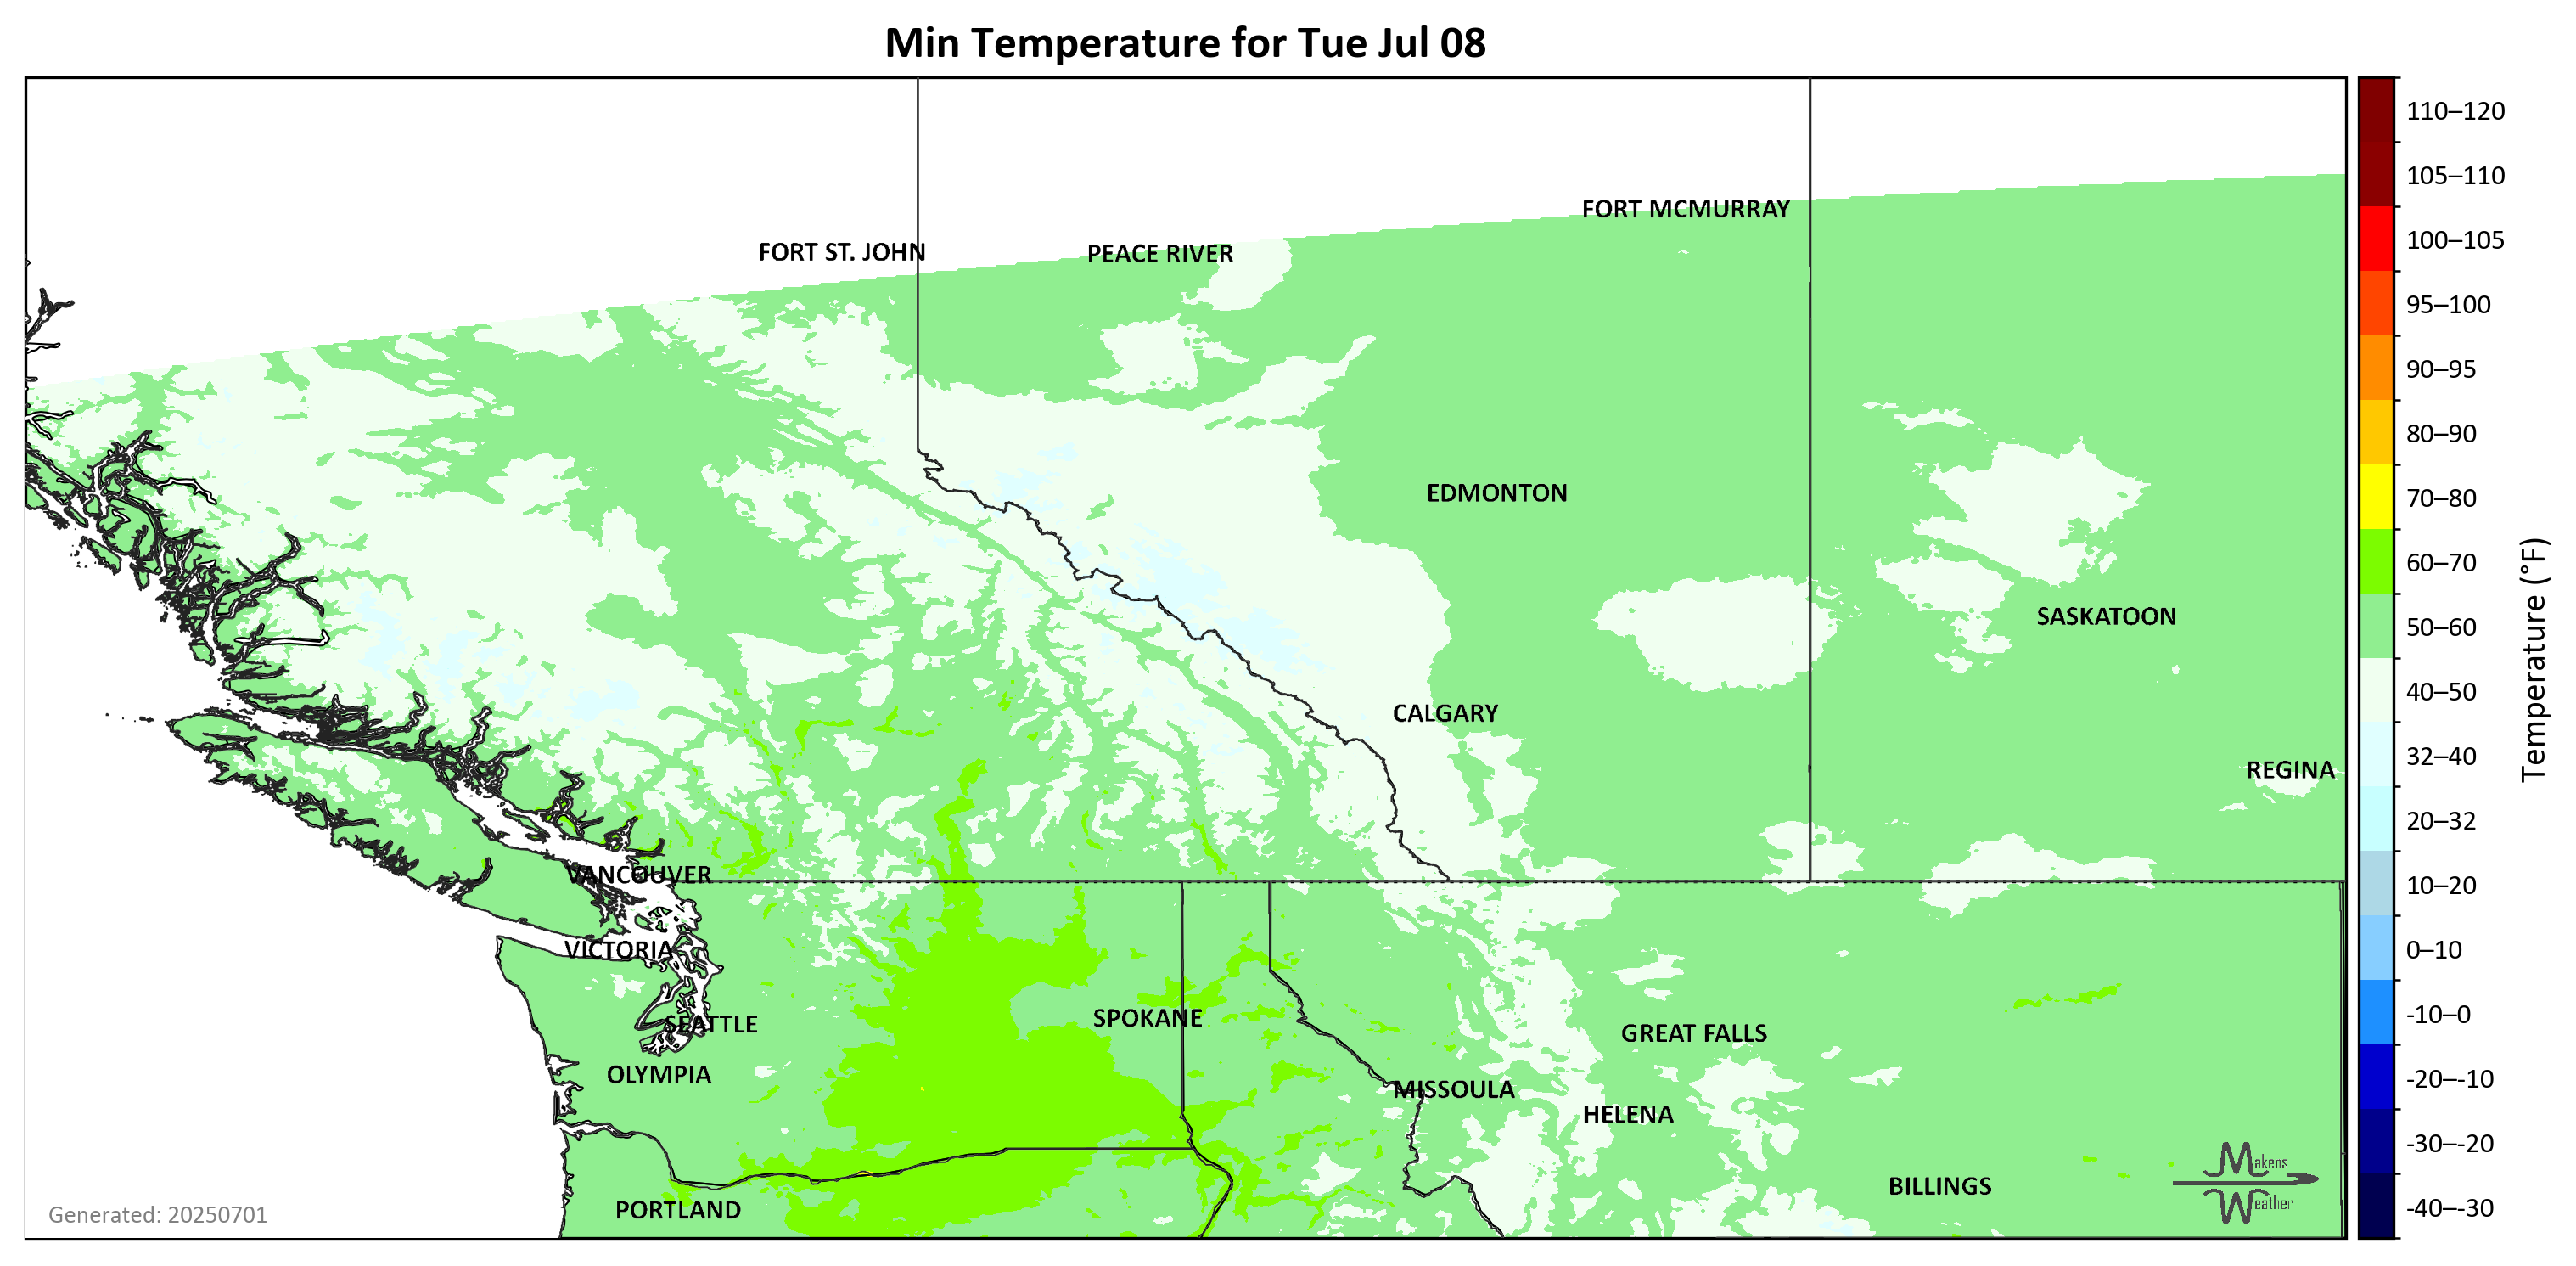 Min Temperature for Tue Jul 08
FORT MCMURRAY
FORT ST. JOHN
PEACE RIVER
EDMONTON
SASKATOON
CALGARY
REGINA
VANCOUVER
VICTORIA
SEATTLE
SPOKANE
GREAT FALLS
OLYMPIA
MISSOULA
HELENA
BILLINGS
PORTLAND
Makens
Weather
Generated: 20250701
110–120
105–110
100–105
95–100
90–95
80–90
70–80
60–70
50–60
40–50
32–40
20–32
10–20
0–10
-10–0
-20–-10
-30–-20
-40–-30
Temperature (°F)